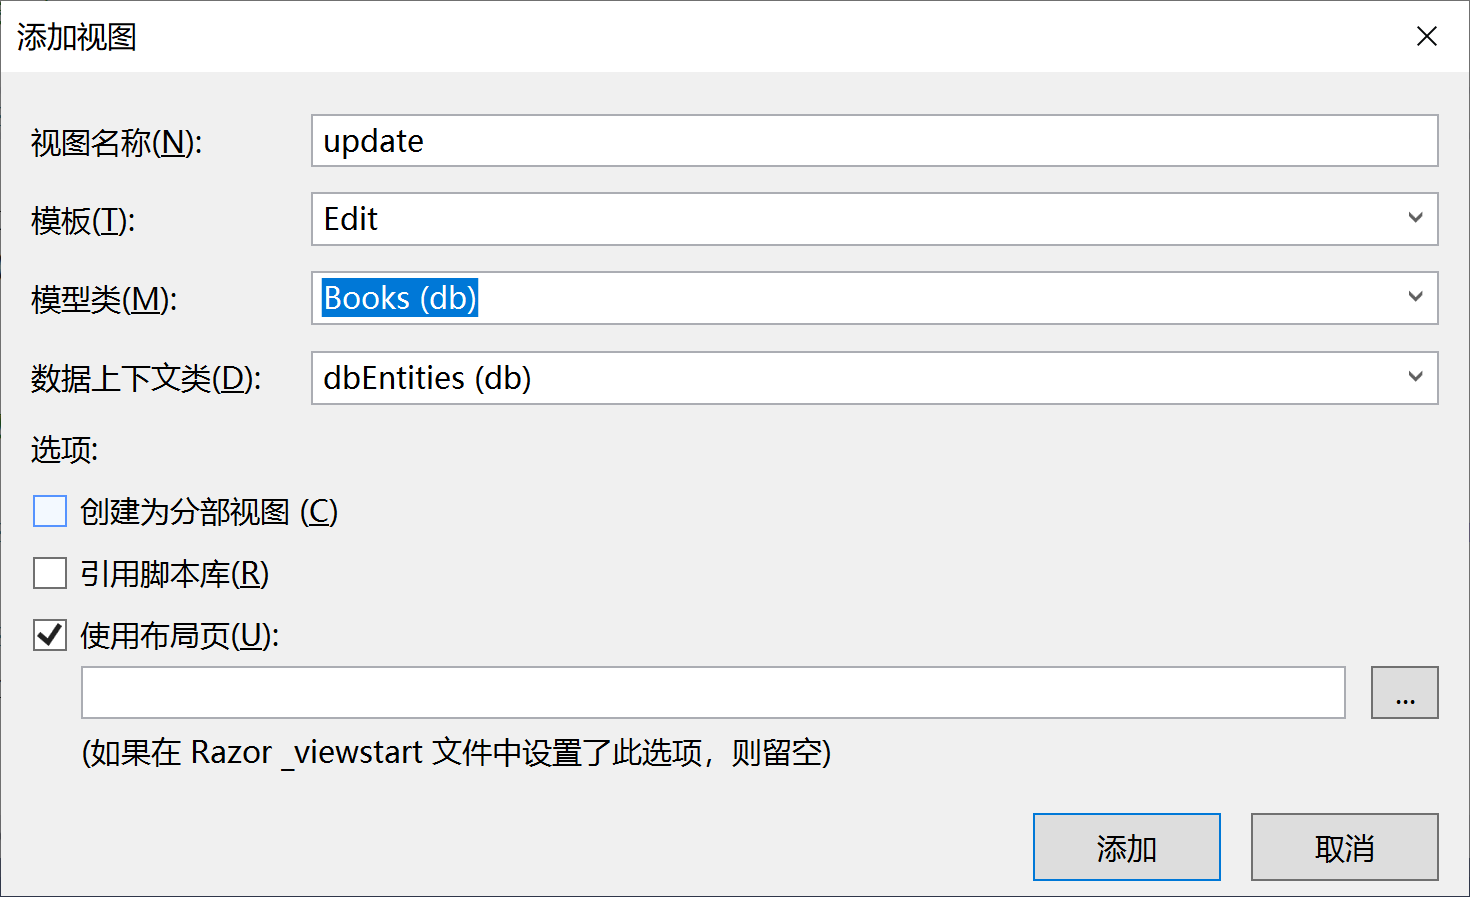 添加视图
视图名称(N):
update
模板(T):
Edit
模型类(M):
Books (db)
数据上下文类(D):
dbEntities (db)
选项:
创建为分部视图 (C)
引用脚本库(R)
使用布局页(U):
...
(如果在 Razor _viewstart 文件中设置了此选项，则留空)
添加
取消